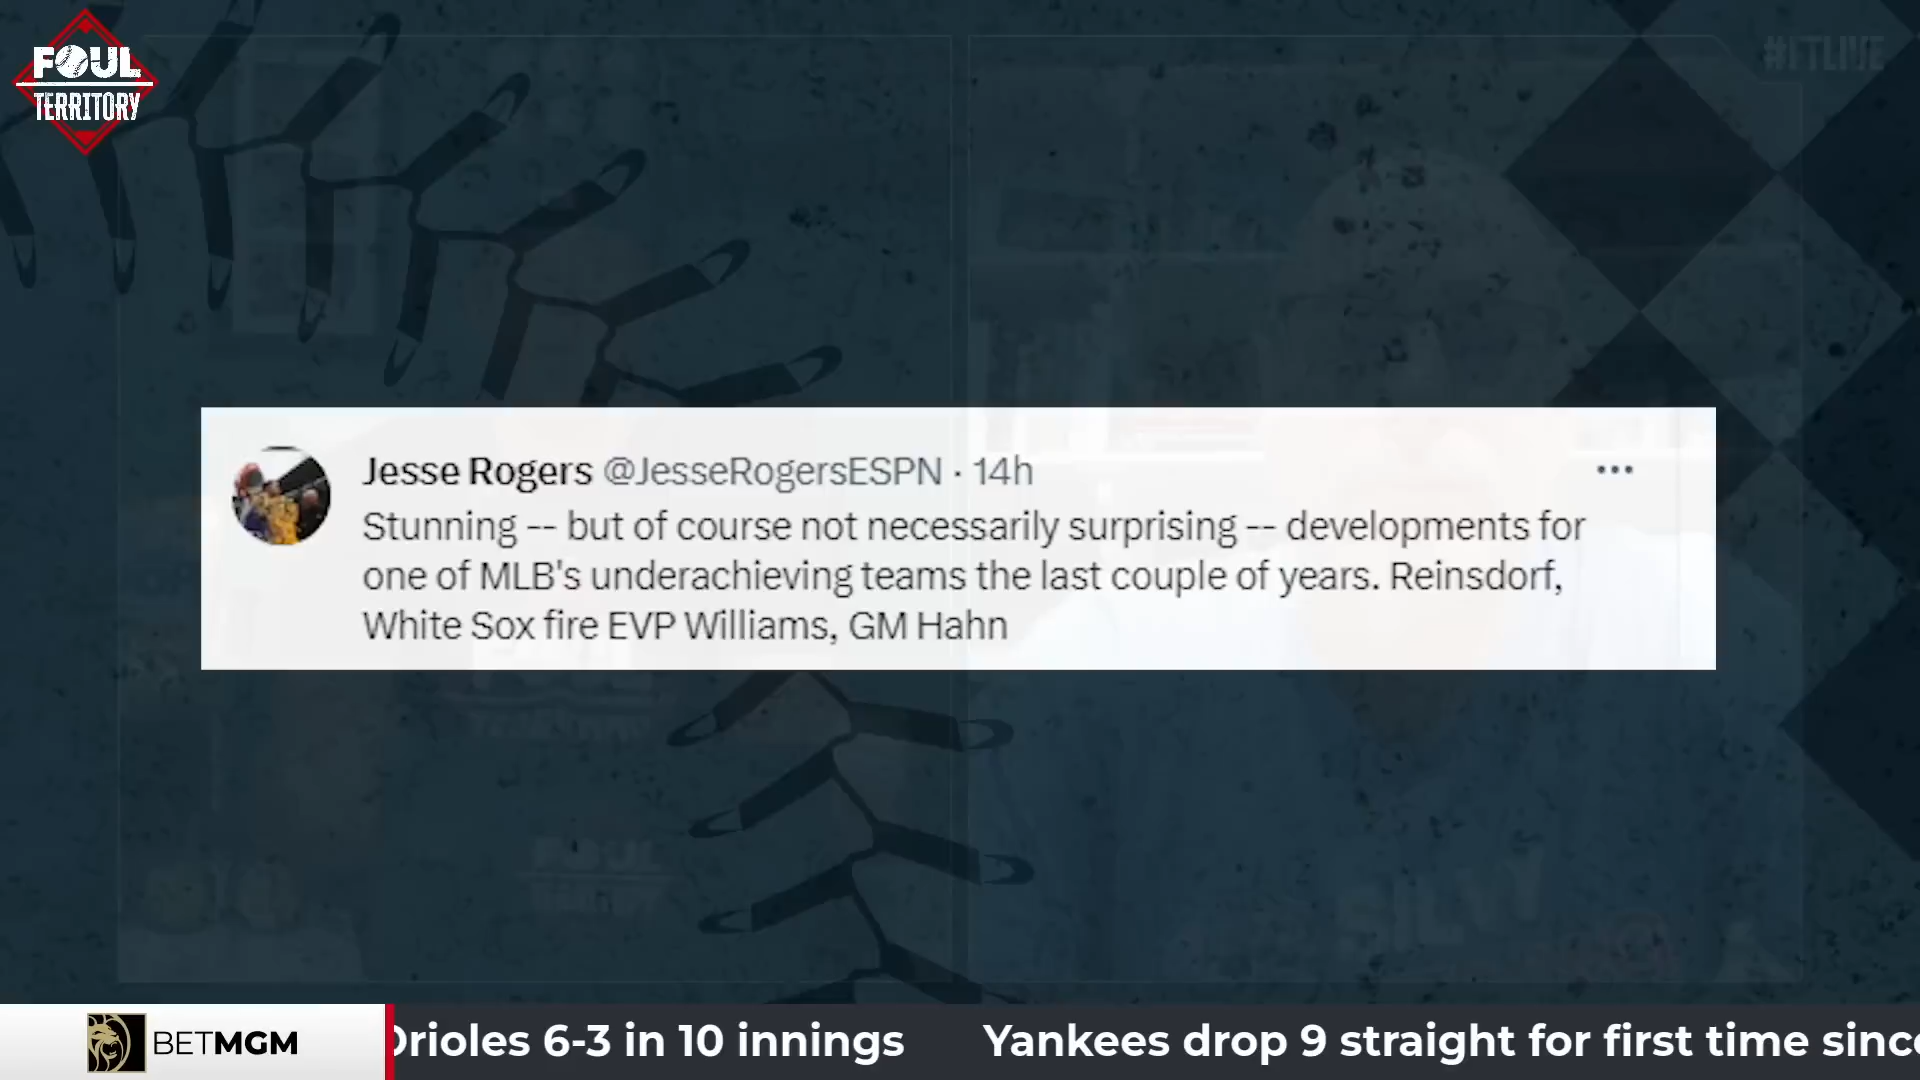 FOUL
TERRITORY
#FTLIVE
Jesse Rogers @JesseRogersESPN · 14h
Stunning -- but of course not necessarily surprising -- developments for
one of MLB's underachieving teams the last couple of years. Reinsdorf,
White Sox fire EVP Williams, GM Hahn
BETMGM
Orioles 6-3 in 10 innings Yankees drop 9 straight for first time since